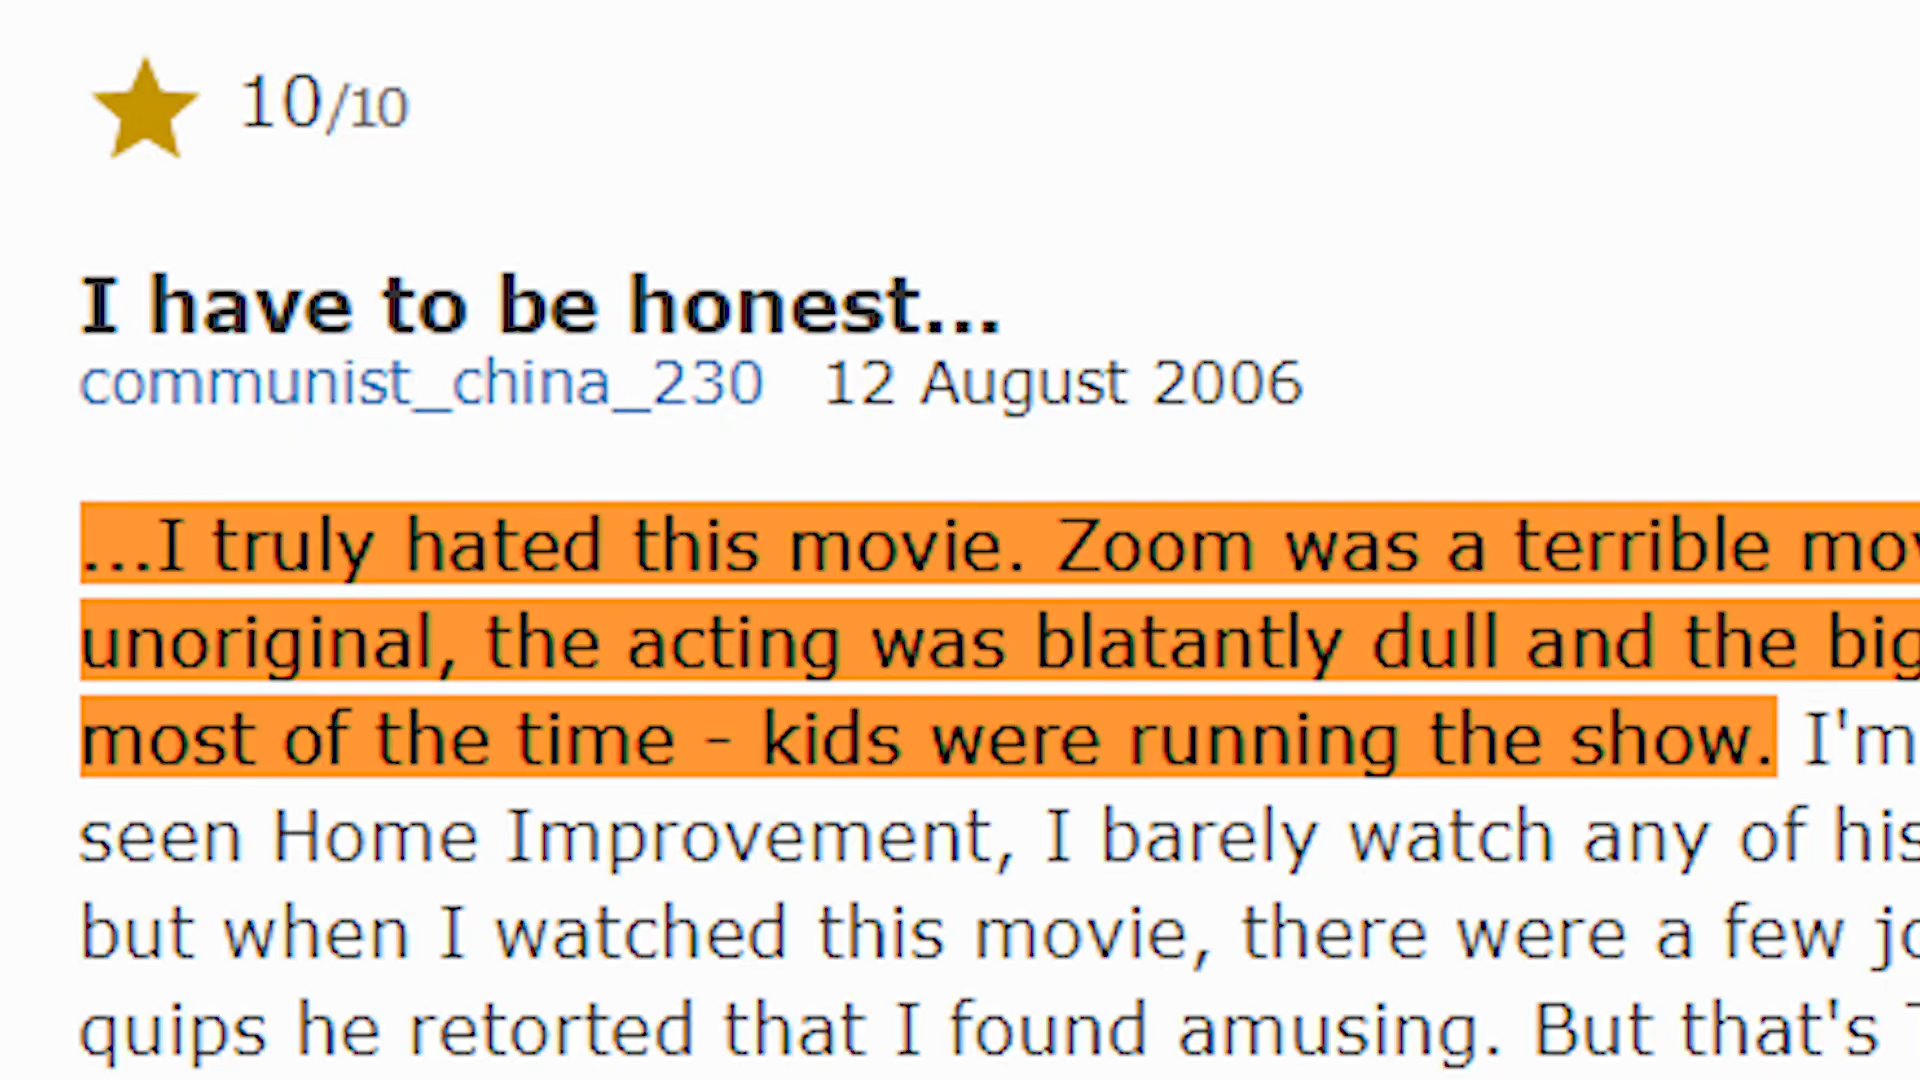 10/10
I have to be honest...
communist_china_230 12 August 2006
...I truly hated this movie. Zoom was a terrible
unoriginal, the acting was blatantly dull and the
most of the time - kids were running the show. I'm
seen Home Improvement, I barely watch any of his
but when I watched this movie, there were a few
quips he retorted that I found amusing. But that's